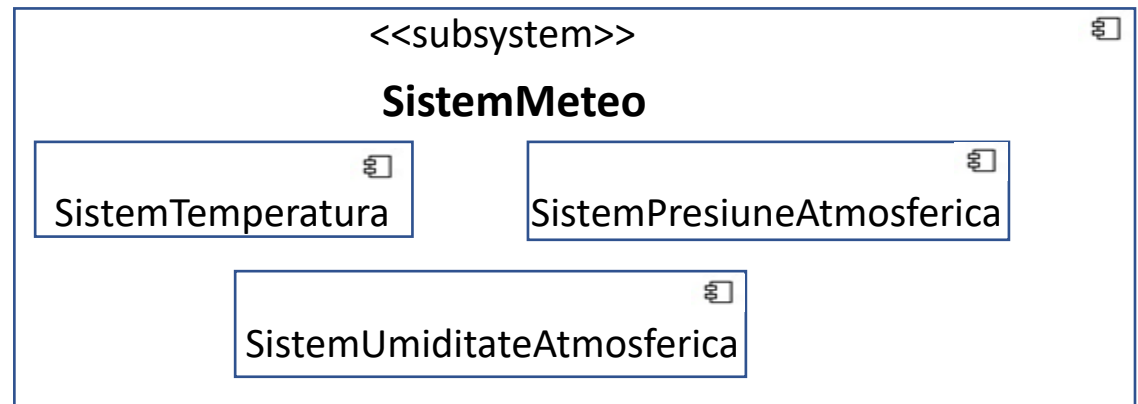 <<subsystem>>
SistemMeteo
SistemTemperatura
SistemPresiuneAtmosferica
SistemUmiditateAtmosferica